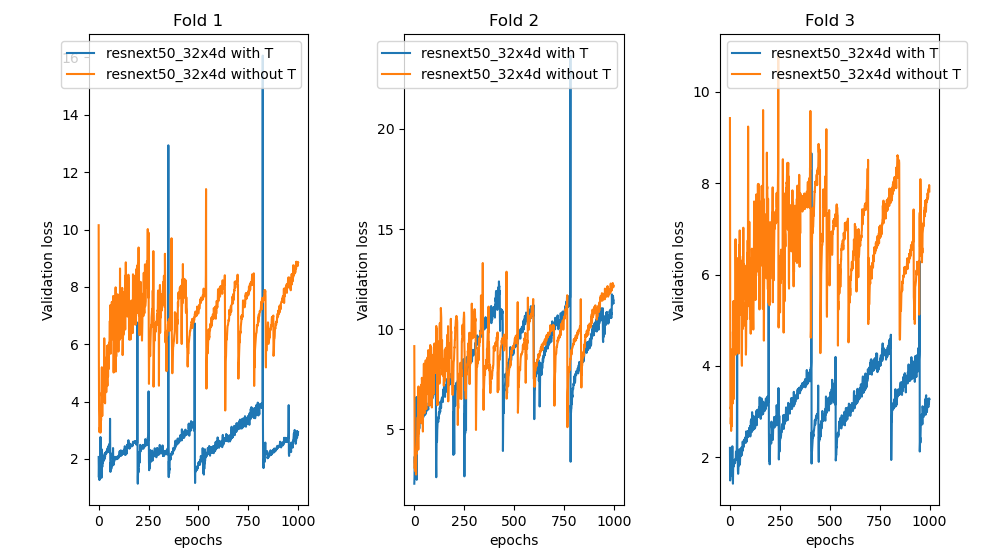 Fold 1
resnext50_32x4d with T
resnext50_32x4d without T
16
14
12
10
8
6
4
2
Validation loss
0
250
500
750
1000
epochs
Fold 2
resnext50_32x4d with T
resnext50_32x4d without T
20
15
10
5
Validation loss
0
250
500
750
1000
epochs
Fold 3
resnext50_32x4d with T
resnext50_32x4d without T
10
8
6
4
2
Validation loss
0
250
500
750
1000
epochs